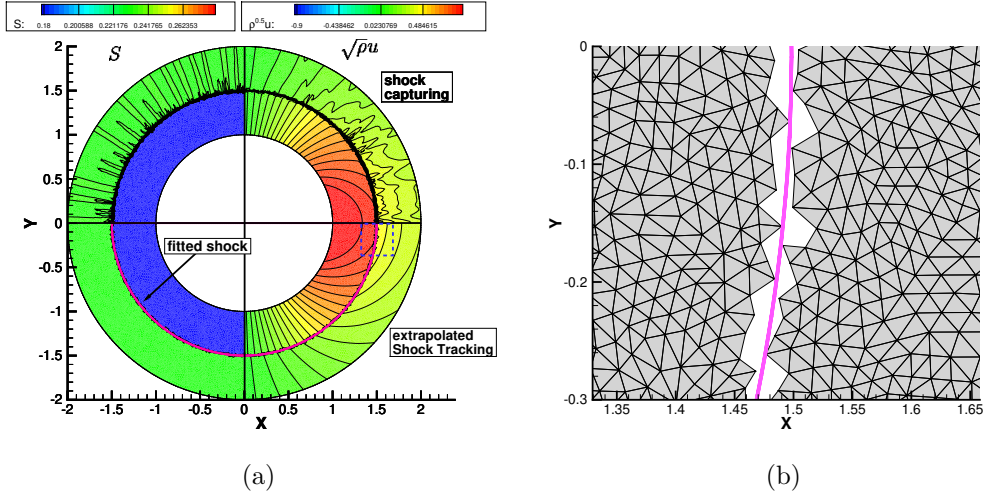 S: 0.18 0.200588 0.221176 0.241765 0.262353
ρ^0.5u: -0.9 -0.438462 0.0230769 0.484615
S √ρu
shock
capturing
fitted shock
extrapolated
Shock Tracking
Y
2
1.5
1
0.5
0
-0.5
-1
-1.5
-2
-2 -1.5 -1 -0.5 0 0.5 1 1.5 2
X
(a)
Y
0
-0.1
-0.2
-0.3
1.35 1.4 1.45 1.5 1.55 1.6 1.65
X
(b)